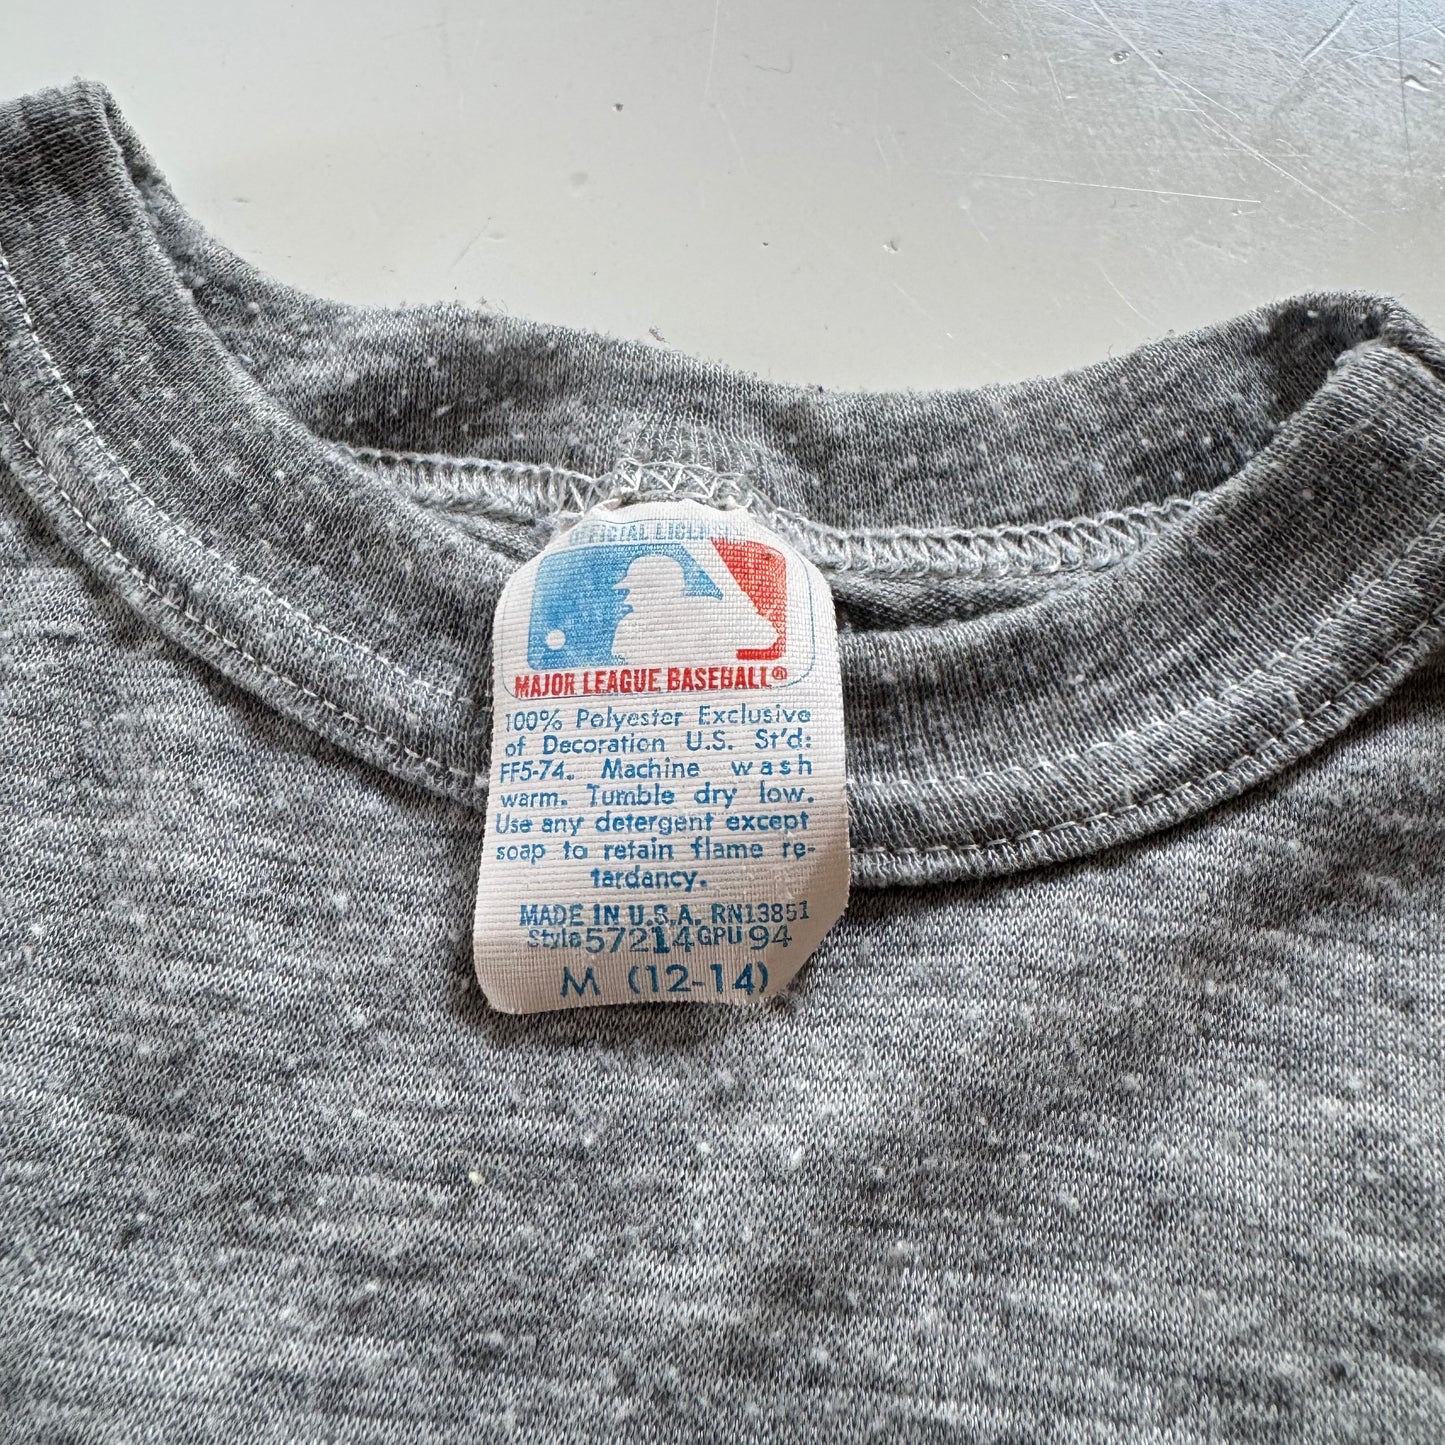 OFFICIAL
MAJOR LEAGUE BASEBALL®
100% Polyester Exclusive
of Decoration U.S. St'd:
FF5-74. Machine wash
warm. Tumble dry low.
Use any detergent except
soap to retain flame re-
tardancy.
MADE IN U.S.A. RN13851
Style 57214 GPU 94
M (12-14)